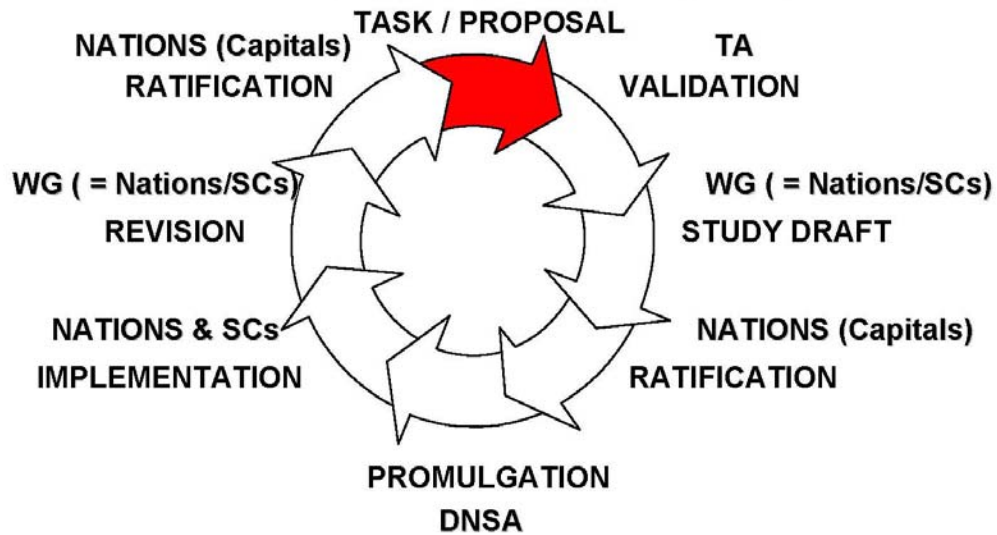 TASK / PROPOSAL
TA
VALIDATION
WG ( = Nations/SCs)
STUDY DRAFT
NATIONS (Capitals)
RATIFICATION
PROMULGATION
DNSA
NATIONS & SCs
IMPLEMENTATION
WG ( = Nations/SCs)
REVISION
NATIONS (Capitals)
RATIFICATION